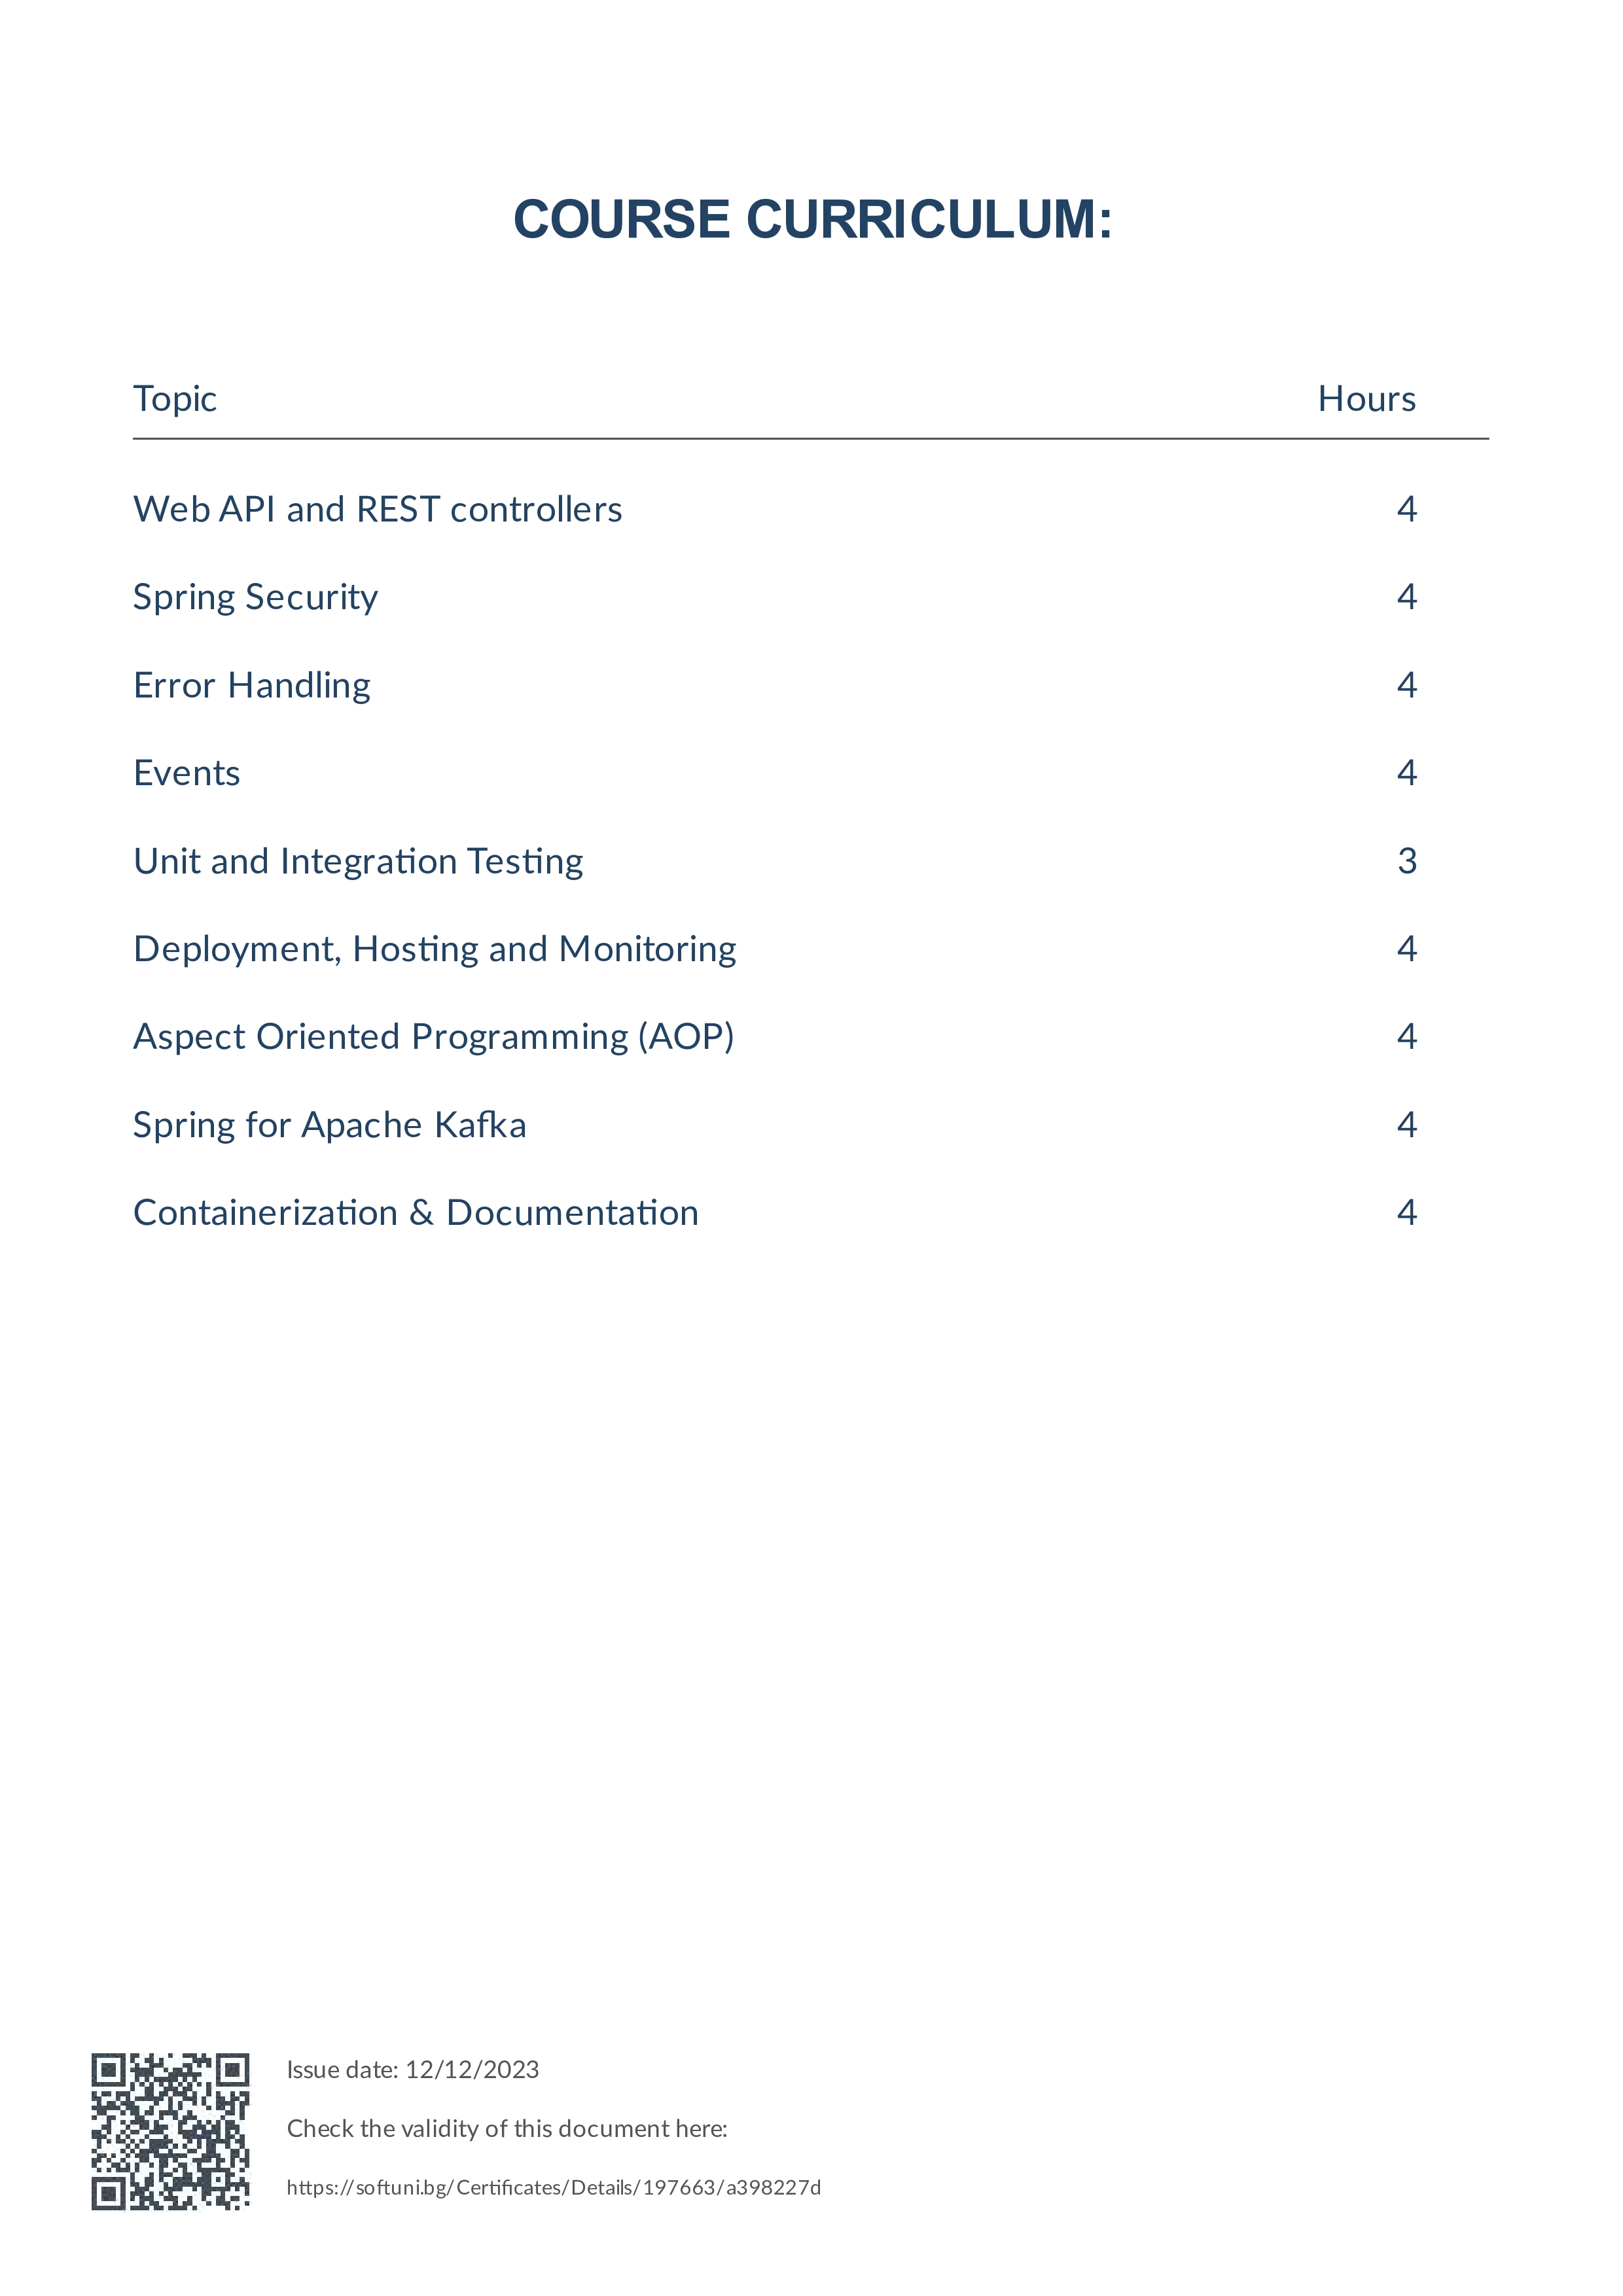 COURSE CURRICULUM:
Topic Hours
Web API and REST controllers 4
Spring Security 4
Error Handling 4
Events 4
Unit and Integration Testing 3
Deployment, Hosting and Monitoring 4
Aspect Oriented Programming (AOP) 4
Spring for Apache Kafka 4
Containerization & Documentation 4
Issue date: 12/12/2023
Check the validity of this document here:
https://softuni.bg/Certificates/Details/197663/a398227d